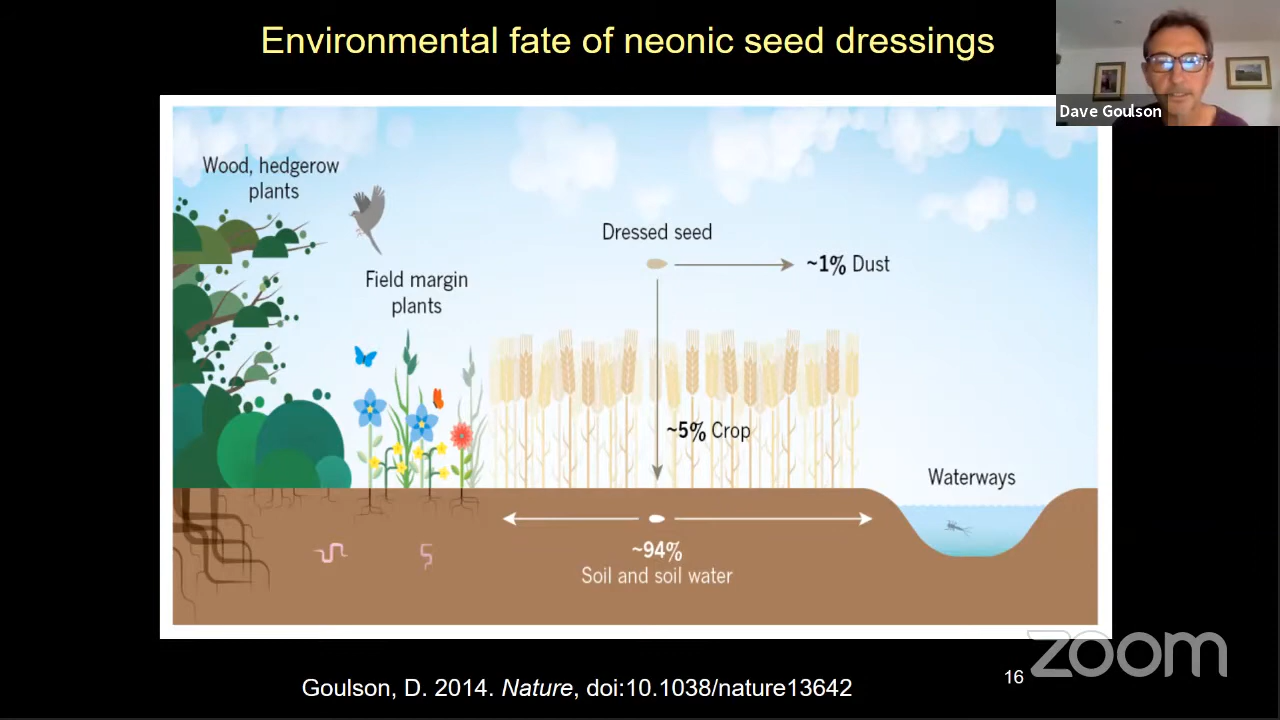 Environmental fate of neonic seed dressings
Dave Goulson
Wood, hedgerow
plants
Dressed seed
~1% Dust
Field margin
plants
~5% Crop
Waterways
~94%
Soil and soil water
Goulson, D. 2014. Nature, doi:10.1038/nature13642
16
zoom